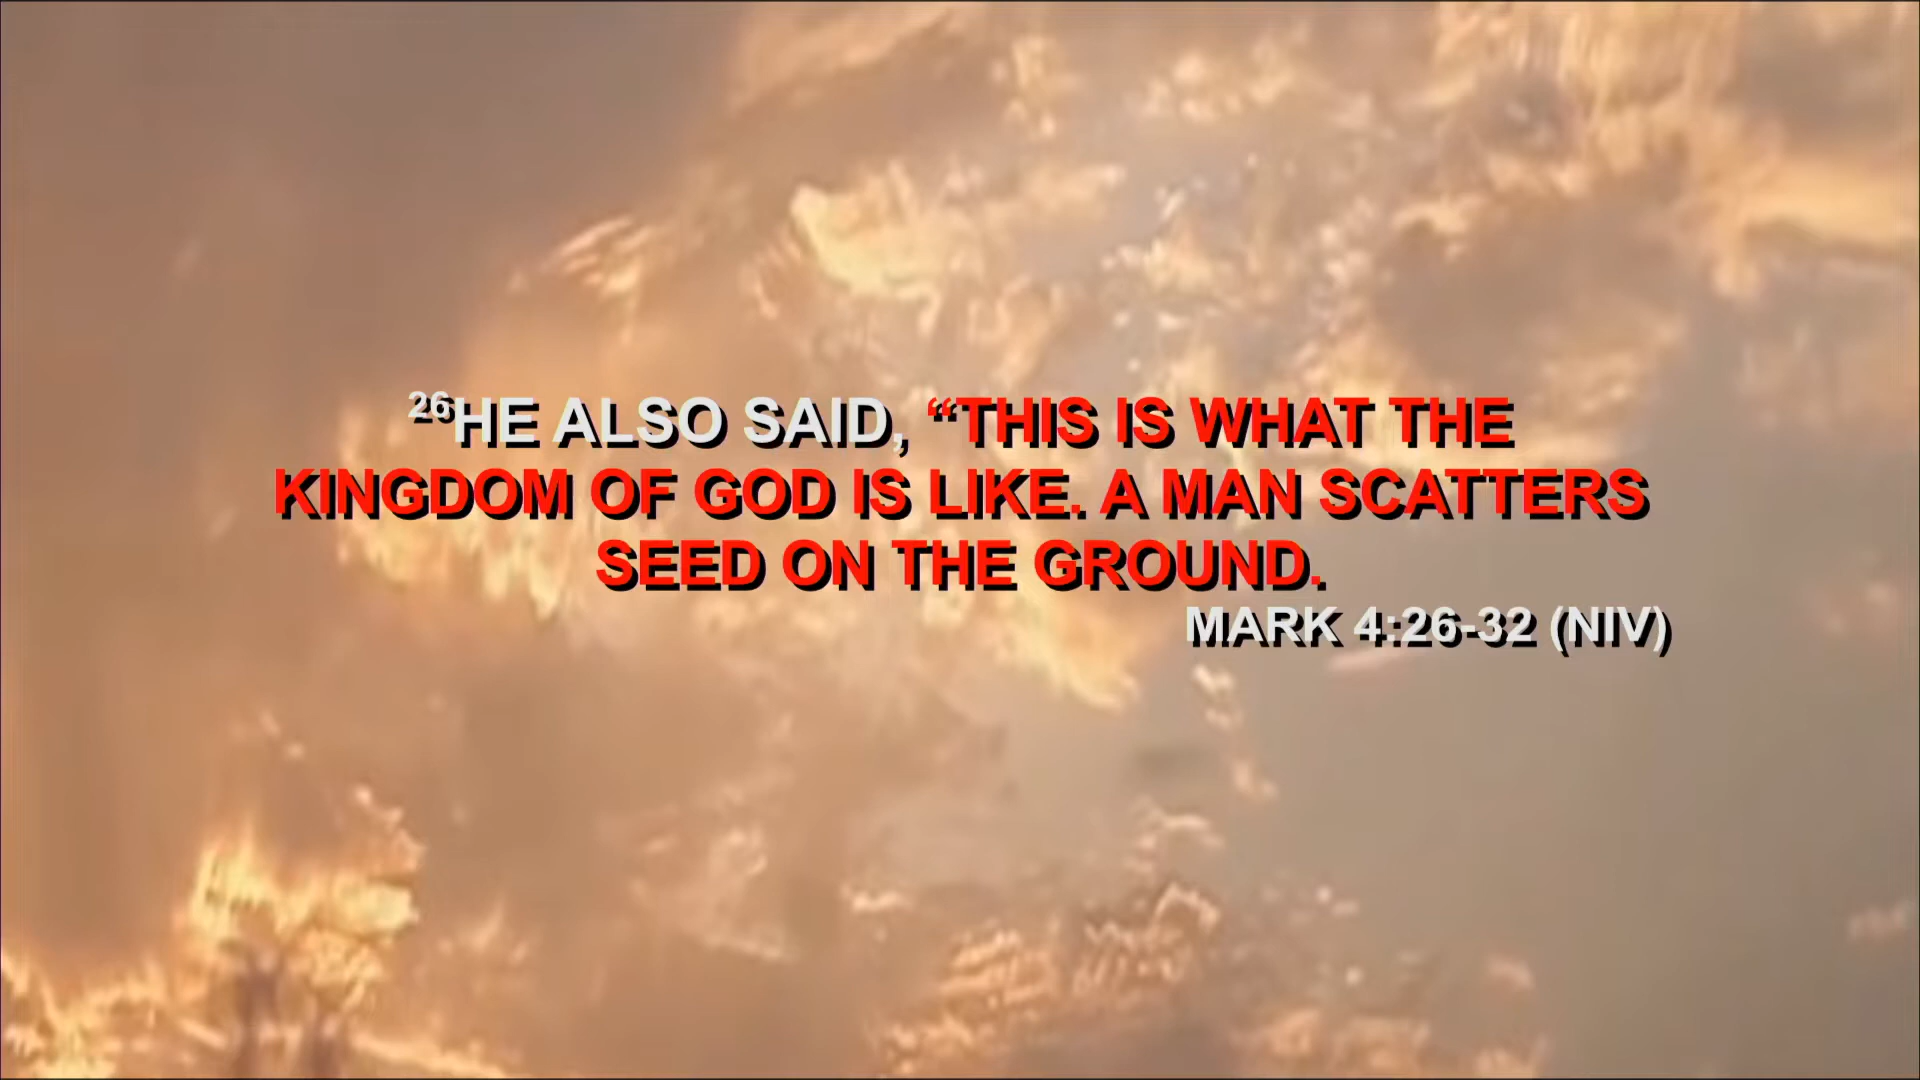 26HE ALSO SAID, “THIS IS WHAT THE
KINGDOM OF GOD IS LIKE. A MAN SCATTERS
SEED ON THE GROUND.
MARK 4:26-32 (NIV)